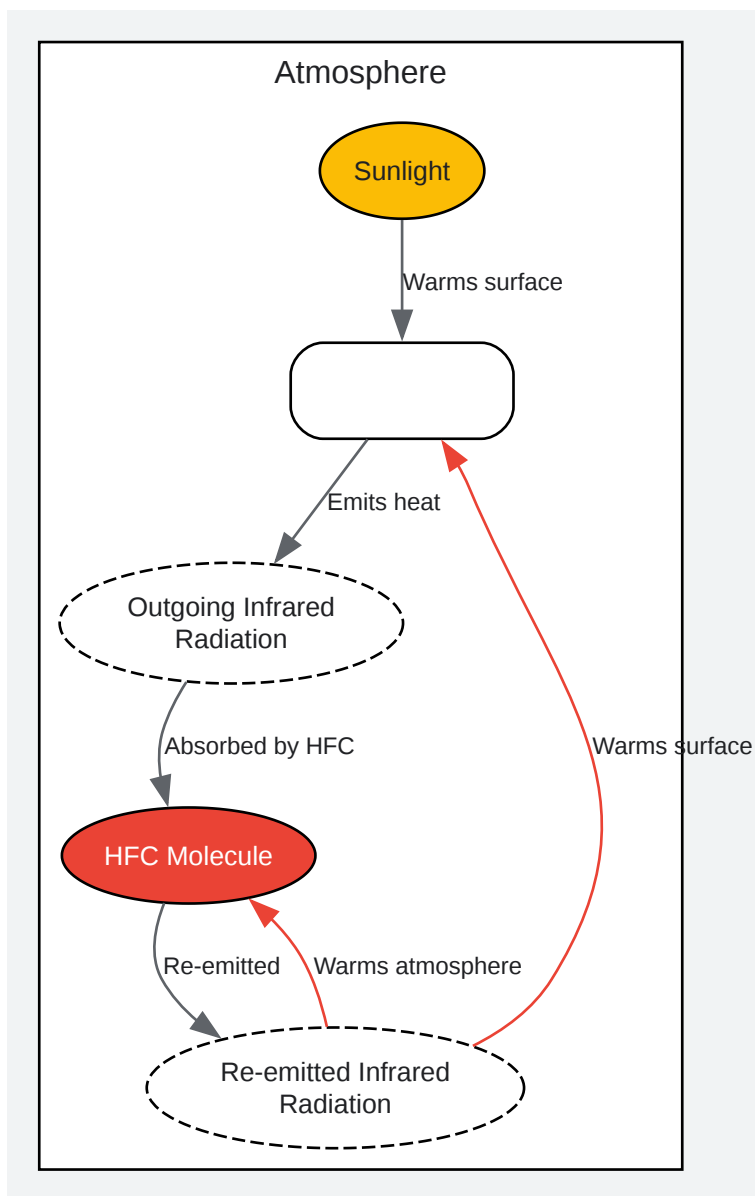 Atmosphere
Sunlight
Warms surface
Emits heat
Outgoing Infrared
Radiation
Absorbed by HFC
Warms surface
HFC Molecule
Re-emitted
Warms atmosphere
Re-emitted Infrared
Radiation